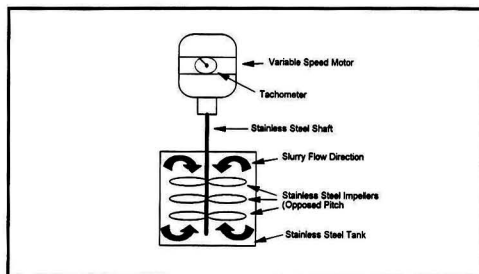 Variable Speed Motor
Tachometer
Stainless Steel Shaft
Slurry Flow Direction
Stainless Steel Impellers
(Opposed Pitch
Stainless Steel Tank